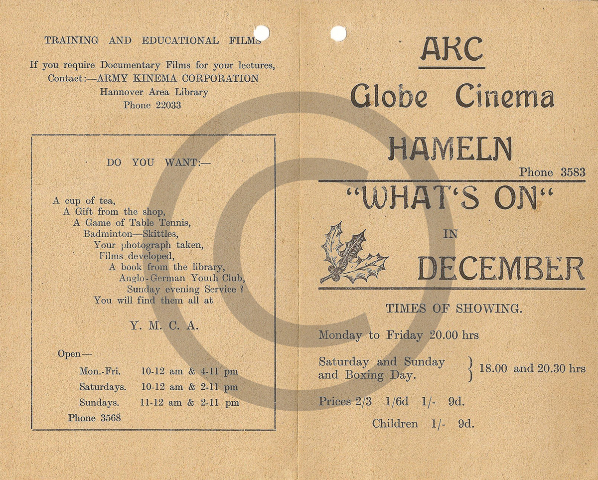 TRAINING AND EDUCATIONAL FILMS
If you require Documentary Films for your lectures,
Contact:—ARMY KINEMA CORPORATION
Hannover Area Library
Phone 22033
DO YOU WANT:—
A cup of tea,
A Gift from the shop,
A Game of Table Tennis,
Badminton—Skittles,
Your photograph taken,
Films developed,
A book from the library,
Anglo-German Youth Club,
Sunday evening Service?
You will find them all at
Y. M. C. A.
Open—
Mon.-Fri. 10-12 am & 4-11 pm
Saturdays. 10-12 am & 2-11 pm
Sundays. 11-12 am & 2-11 pm
Phone 3568
AKC
Globe Cinema
HAMELN
Phone 3583
"WHAT'S ON"
IN
DECEMBER
TIMES OF SHOWING.
Monday to Friday 20.00 hrs
Saturday and Sunday
and Boxing Day. } 18.00 and 20.30 hrs
Prices 2/3 1/6d 1/- 9d.
Children 1/- 9d.